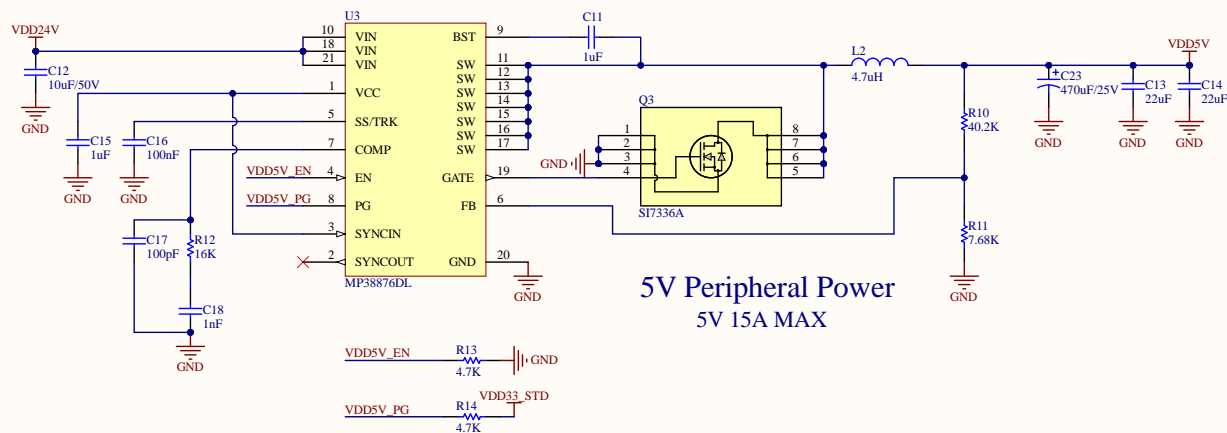 VDD24V
C12
10uF/50V
GND
C15
1uF
GND
C16
100nF
GND
VDD5V_EN
VDD5V_PG
C17
100pF
R12
16K
C18
1nF
GND
U3
10 VIN
18 VIN
21 VIN
1 VCC
5 SS/TRK
7 COMP
4 EN
8 PG
3 SYNCIN
2 SYNCOUT
BST 9
SW 11
SW 12
SW 13
SW 14
SW 15
SW 16
SW 17
GATE 19
FB 6
GND 20
MP38876DL
GND
C11
1uF
Q3
GND
1
2
3
4
8
7
6
5
SI7336A
L2
4.7uH
R10
40.2K
R11
7.68K
GND
C23
470uF/25V
GND
C13
22uF
GND
VDD5V
C14
22uF
GND
5V Peripheral Power
5V 15A MAX
VDD5V_EN
R13
4.7K
GND
VDD5V_PG
R14
4.7K
VDD33_STD